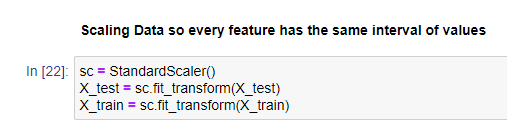 Scaling Data so every feature has the same interval of values
In [22]: sc = StandardScaler()
X_test = sc.fit_transform(X_test)
X_train = sc.fit_transform(X_train)